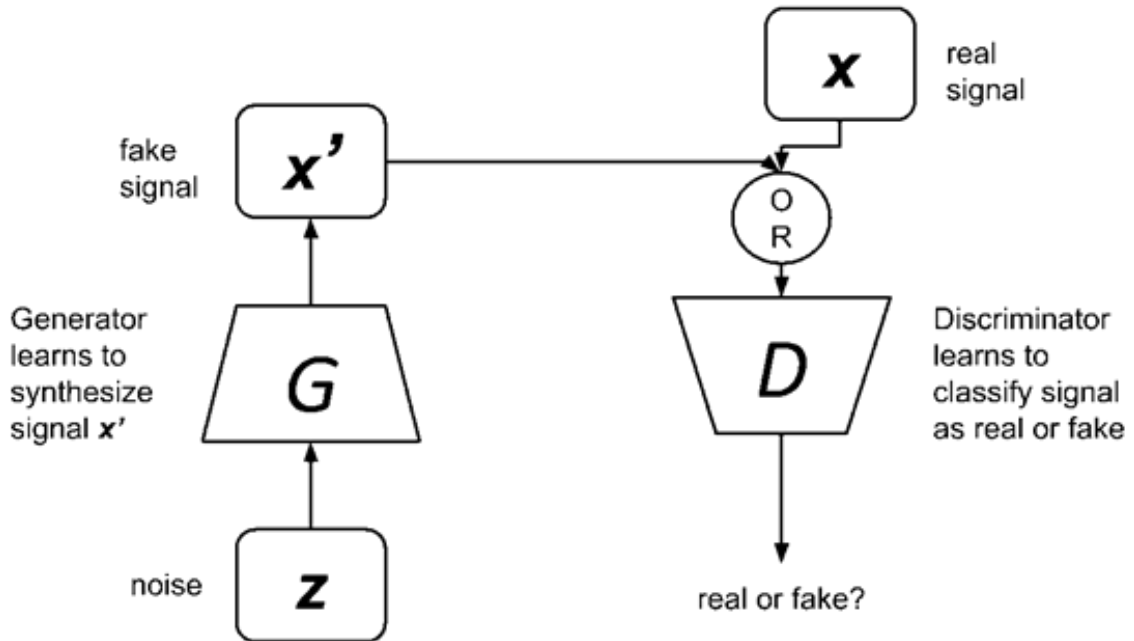 x
real
signal
fake
signal
x’
O
R
Generator
learns to
synthesize
signal x’
G
D
Discriminator
learns to
classify signal
as real or fake
noise
z
real or fake?